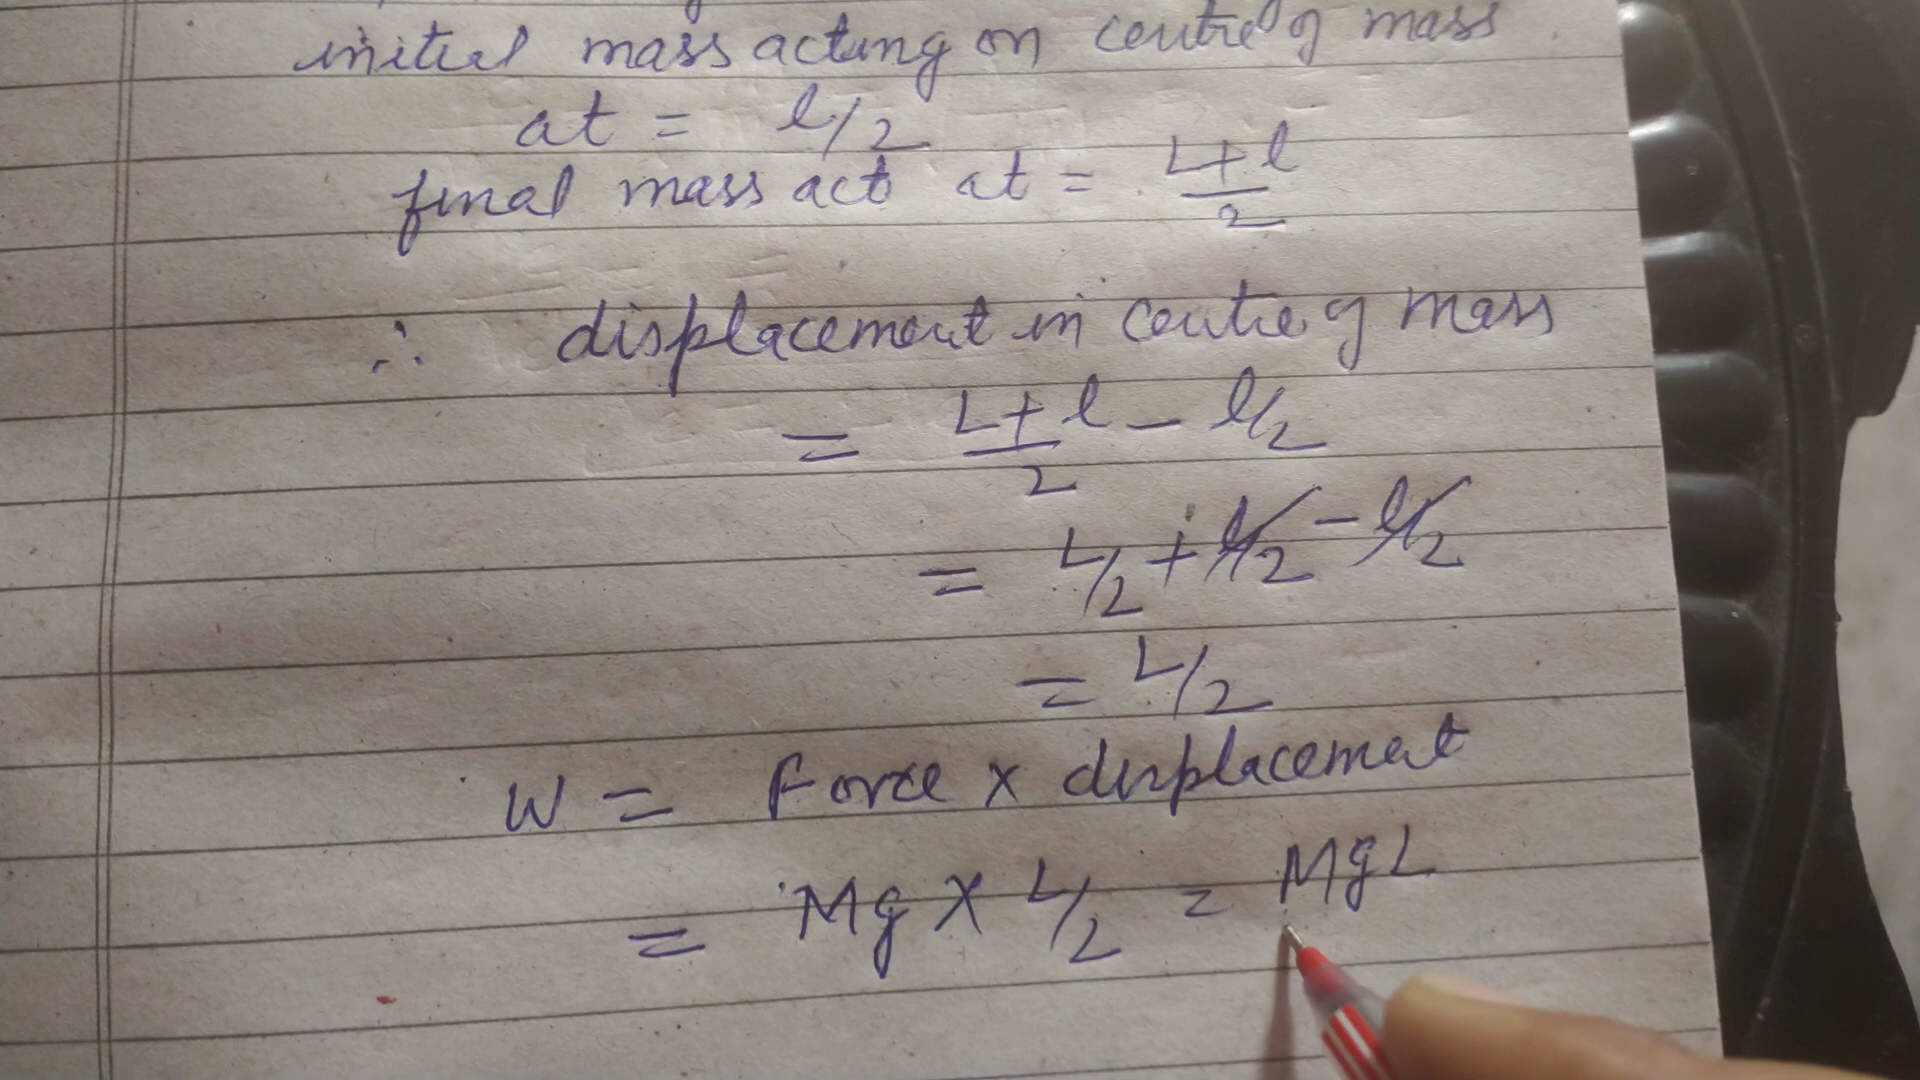 initial mass acting on centre of mass
at = l/2
final mass act at = L+l/2
∴ displacement in centre of mass
= L+l/2 - l/2
= L/2 + l/2 - l/2
= L/2
W = Force x displacement
= Mg X L/2 = MgL